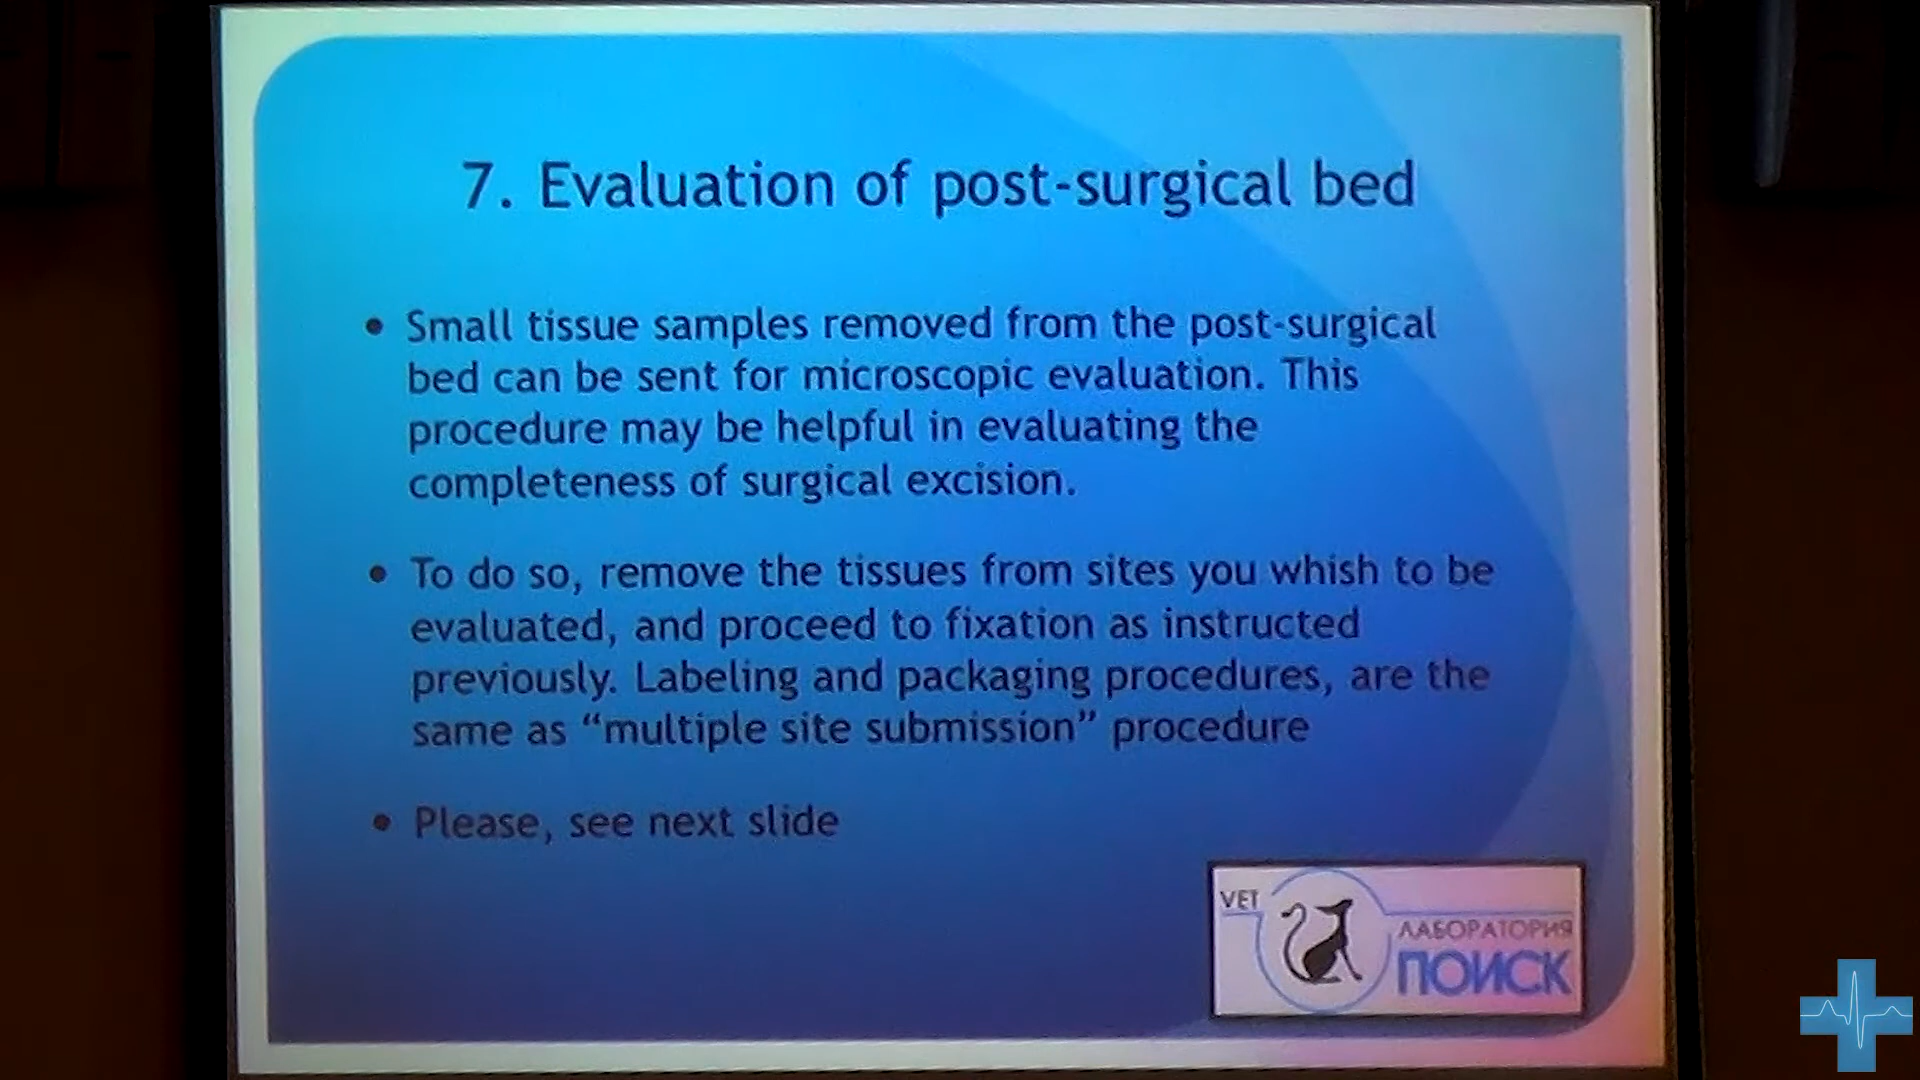 7. Evaluation of post-surgical bed
• Small tissue samples removed from the post-surgical
bed can be sent for microscopic evaluation. This
procedure may be helpful in evaluating the
completeness of surgical excision.
• To do so, remove the tissues from sites you whish to be
evaluated, and proceed to fixation as instructed
previously. Labeling and packaging procedures, are the
same as “multiple site submission” procedure
• Please, see next slide
VET
ЛАБОРАТОРИЯ
ПОИСК